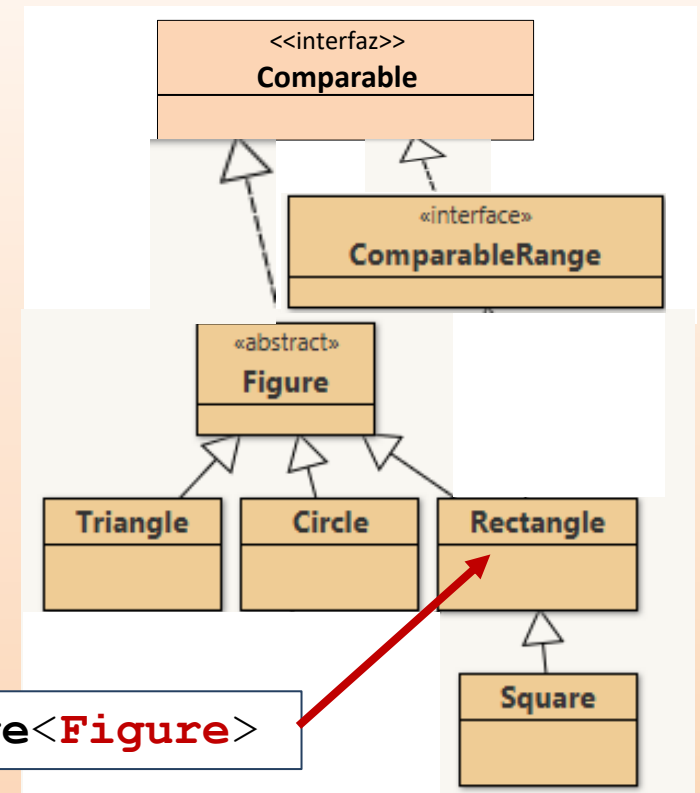 <<interfaz>>
Comparable
«interface»
ComparableRange
«abstract»
Figure
Triangle
Circle
Rectangle
Square
e<Figure>